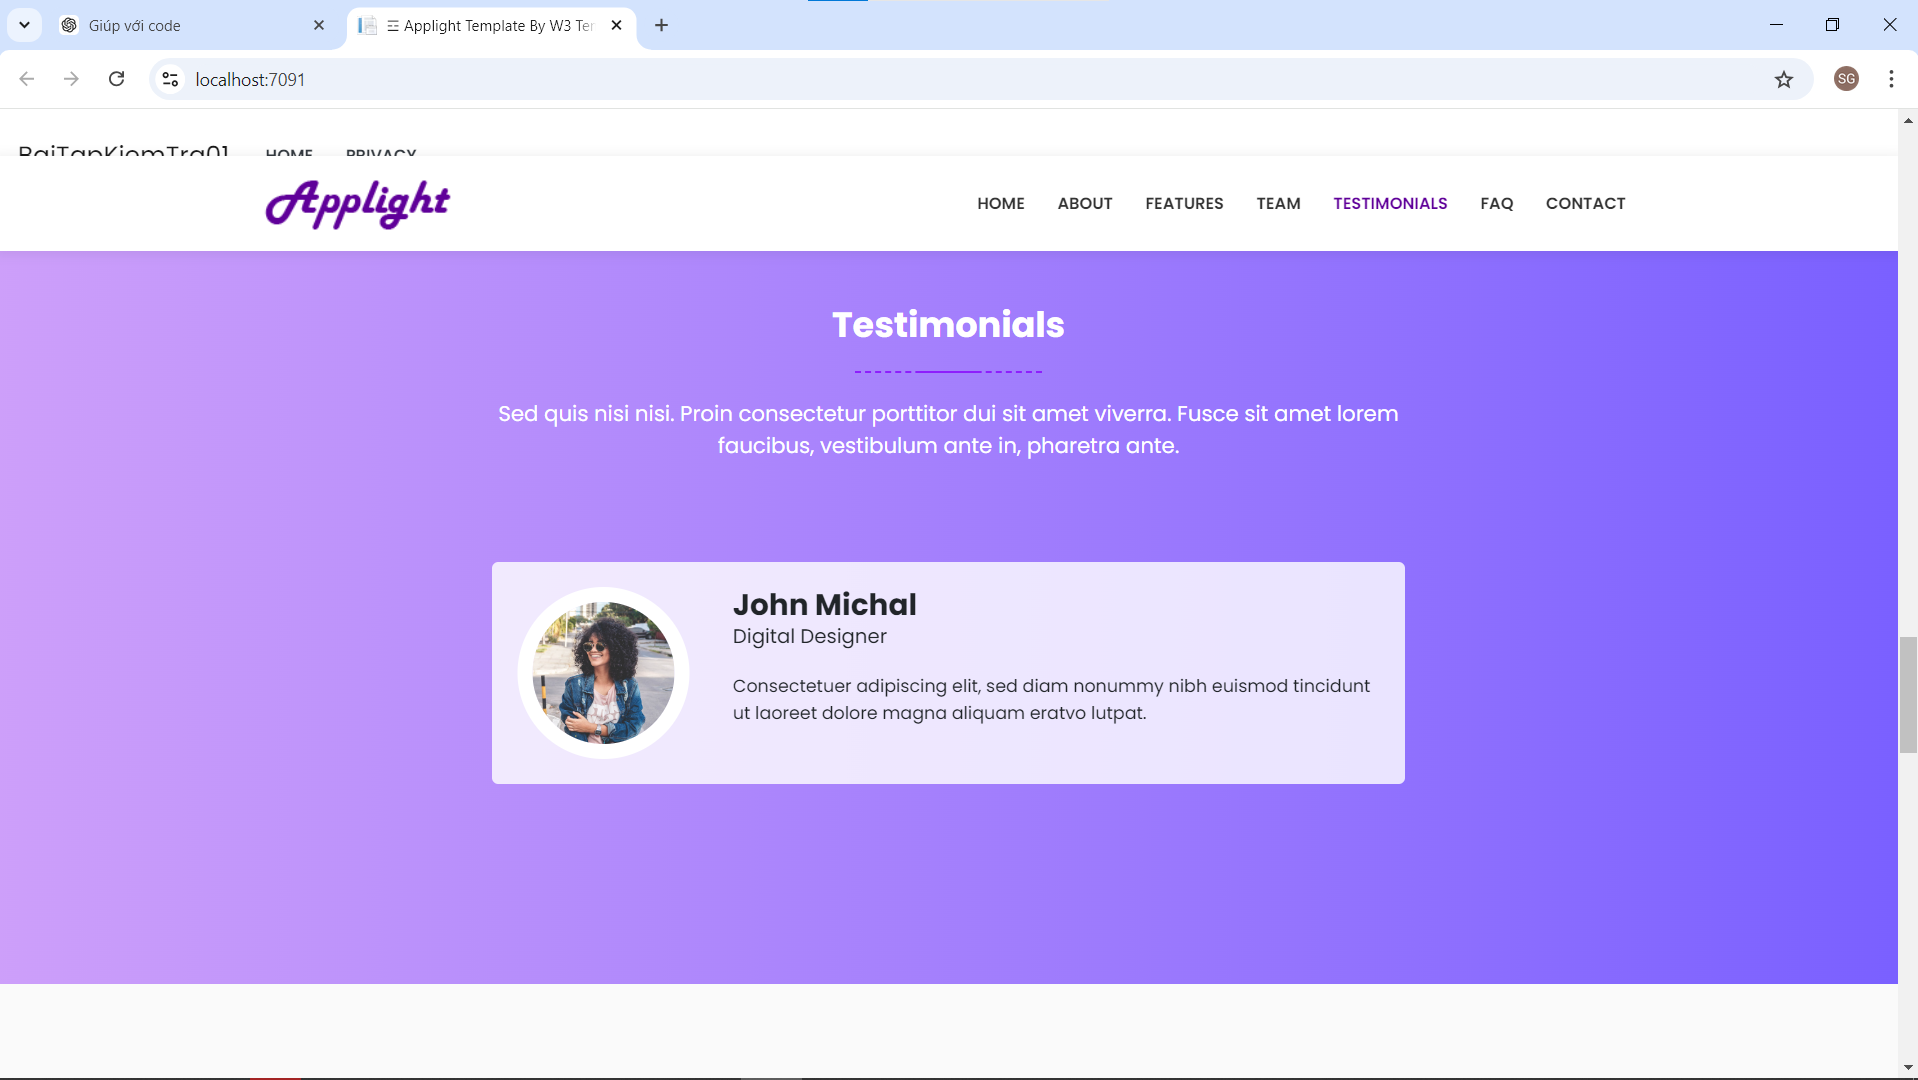 Giúp với code
Applight Template By W3 Ter
localhost:7091
SG
BaiTapKiemTra01 HOME PRIVACY
Applight
HOME ABOUT FEATURES TEAM TESTIMONIALS FAQ CONTACT
Testimonials
Sed quis nisi nisi. Proin consectetur porttitor dui sit amet viverra. Fusce sit amet lorem
faucibus, vestibulum ante in, pharetra ante.
John Michal
Digital Designer
Consectetuer adipiscing elit, sed diam nonummy nibh euismod tincidunt
ut laoreet dolore magna aliquam eratvo lutpat.